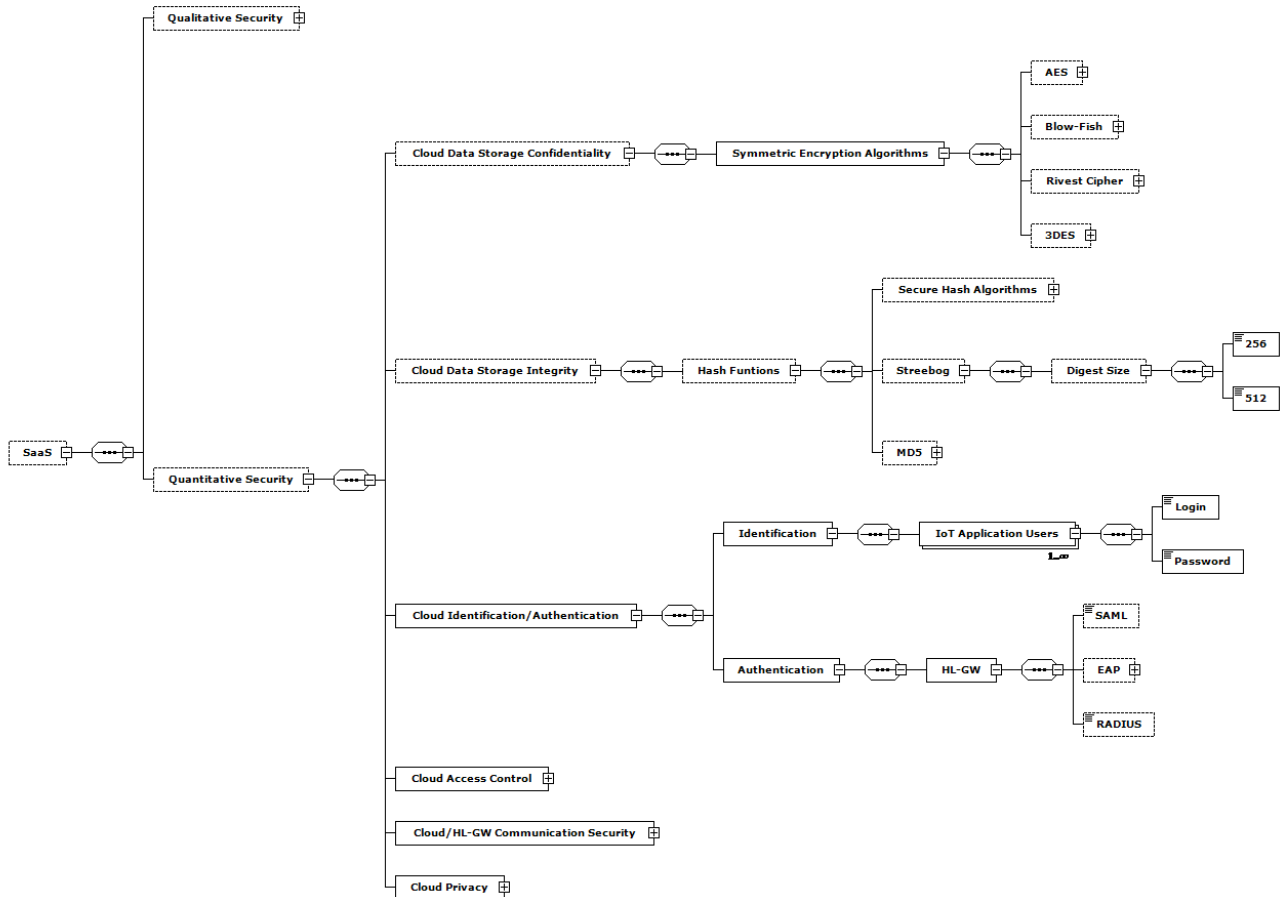 Qualitative Security
AES
Blow-Fish
Cloud Data Storage Confidentiality
Symmetric Encryption Algorithms
Rivest Cipher
3DES
Secure Hash Algorithms
256
Cloud Data Storage Integrity
Hash Funtions
Streebog
Digest Size
512
SaaS
MD5
Quantitative Security
Login
Identification
IoT Application Users
1..∞
Password
Cloud Identification/Authentication
SAML
Authentication
HL-GW
EAP
RADIUS
Cloud Access Control
Cloud/HL-GW Communication Security
Cloud Privacy